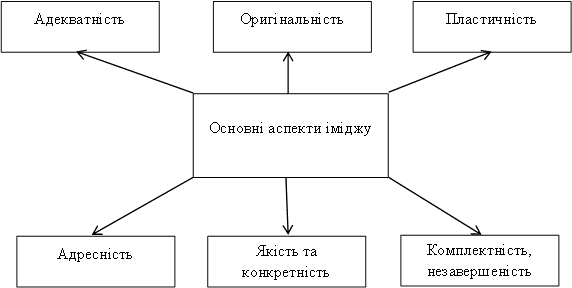 Адекватність
Оригінальність
Пластичність
Основні аспекти іміджу
Адресність
Якість та
конкретність
Комплектність,
незавершеність